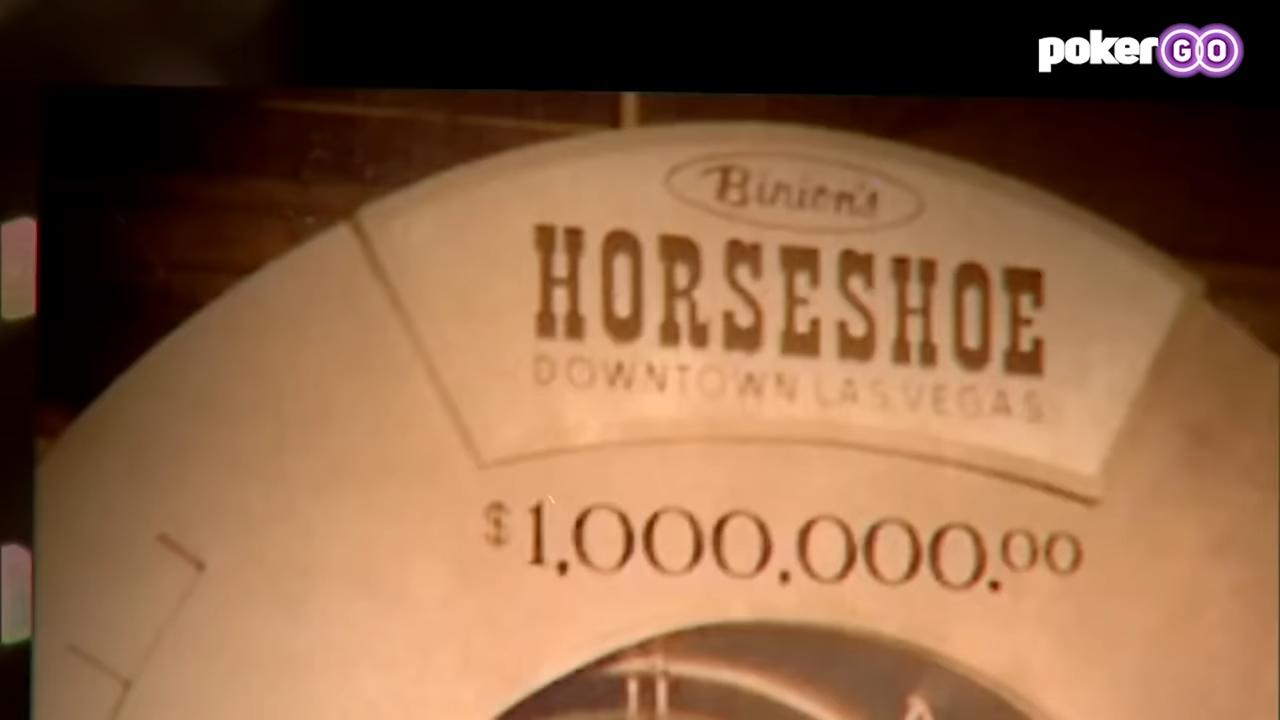 pokerGO
Binion's
HORSESHOE
DOWNTOWN LAS VEGAS
$1,000,000.00